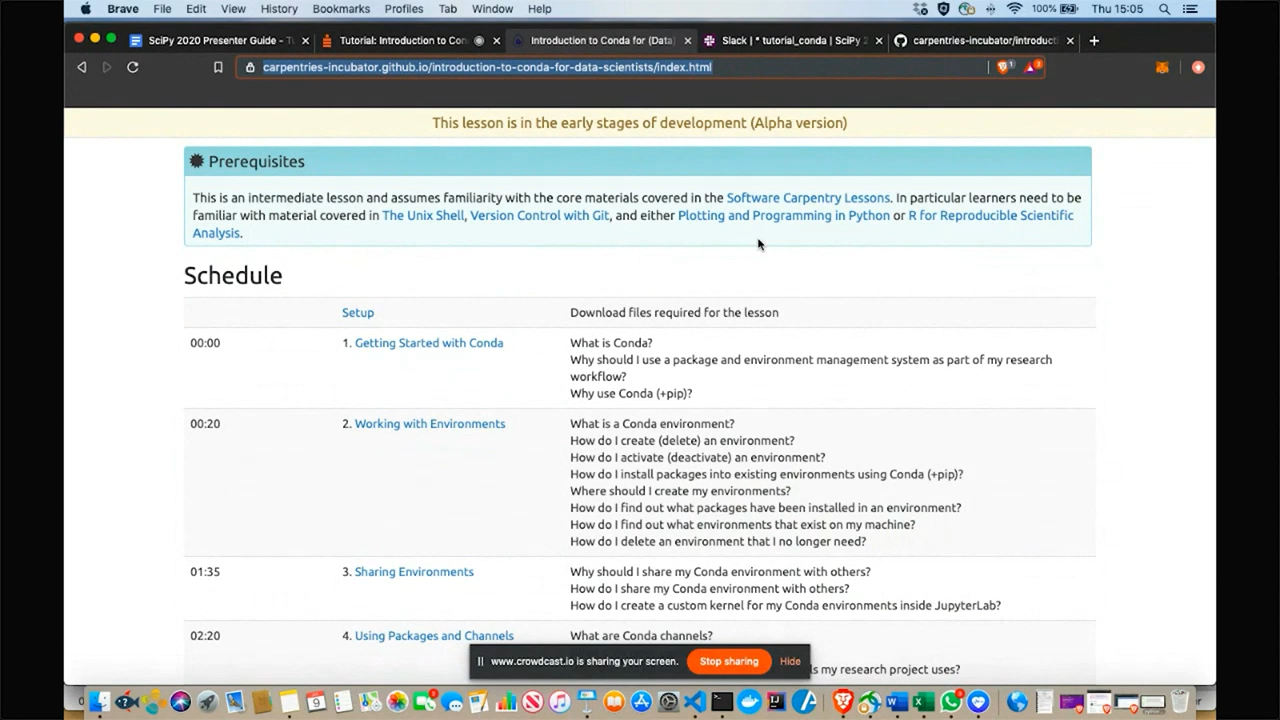 Brave File Edit View History Bookmarks Profiles Tab Window Help 100% Thu 15:05
SciPy 2020 Presenter Guide - Tu Tutorial: Introduction to Con Introduction to Conda for (Data) Slack | * tutorial_conda | SciPy 2 carpentries-incubator/introducti
carpentries-incubator.github.io/introduction-to-conda-for-data-scientists/index.html
This lesson is in the early stages of development (Alpha version)
Prerequisites
This is an intermediate lesson and assumes familiarity with the core materials covered in the Software Carpentry Lessons. In particular learners need to be
familiar with material covered in The Unix Shell, Version Control with Git, and either Plotting and Programming in Python or R for Reproducible Scientific
Analysis.
Schedule
Setup Download files required for the lesson
00:00 1. Getting Started with Conda What is Conda?
Why should I use a package and environment management system as part of my research
workflow?
Why use Conda (+pip)?
00:20 2. Working with Environments What is a Conda environment?
How do I create (delete) an environment?
How do I activate (deactivate) an environment?
How do I install packages into existing environments using Conda (+pip)?
Where should I create my environments?
How do I find out what packages have been installed in an environment?
How do I find out what environments that exist on my machine?
How do I delete an environment that I no longer need?
01:35 3. Sharing Environments Why should I share my Conda environment with others?
How do I share my Conda environment with others?
How do I create a custom kernel for my Conda environments inside JupyterLab?
02:20 4. Using Packages and Channels What are Conda channels?
www.crowdcast.io is sharing your screen. Stop sharing Hide
my research project uses?